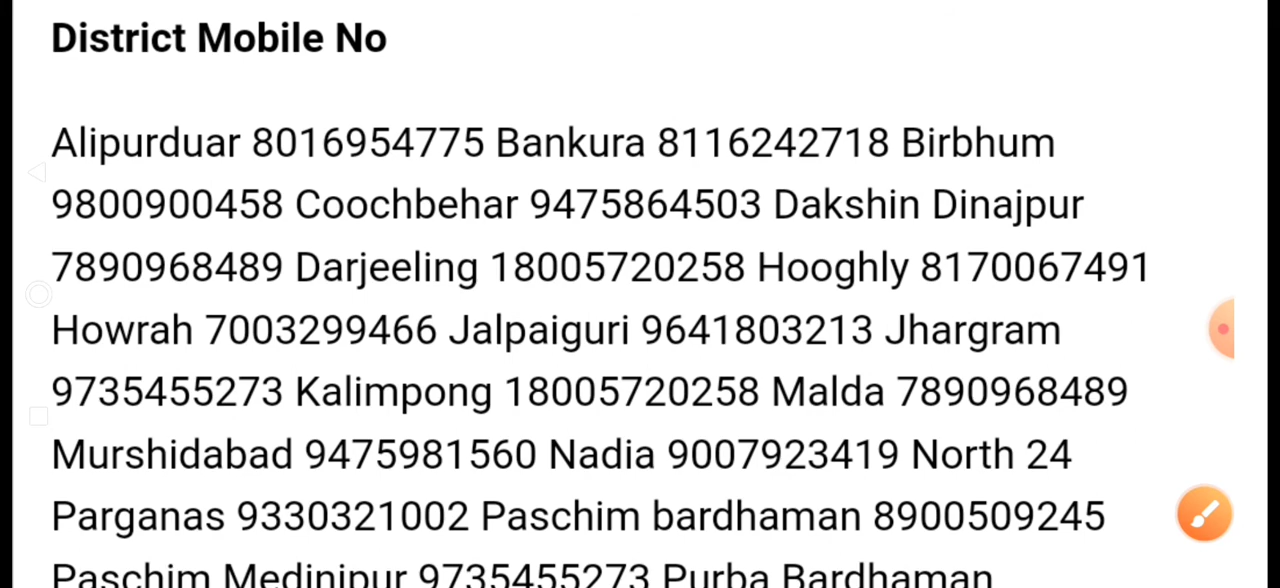 District Mobile No
Alipurduar 8016954775 Bankura 8116242718 Birbhum
9800900458 Coochbehar 9475864503 Dakshin Dinajpur
7890968489 Darjeeling 18005720258 Hooghly 8170067491
Howrah 7003299466 Jalpaiguri 9641803213 Jhargram
9735455273 Kalimpong 18005720258 Malda 7890968489
Murshidabad 9475981560 Nadia 9007923419 North 24
Parganas 9330321002 Paschim bardhaman 8900509245
Paschim Medinipur 9735455273 Purba Bardhaman